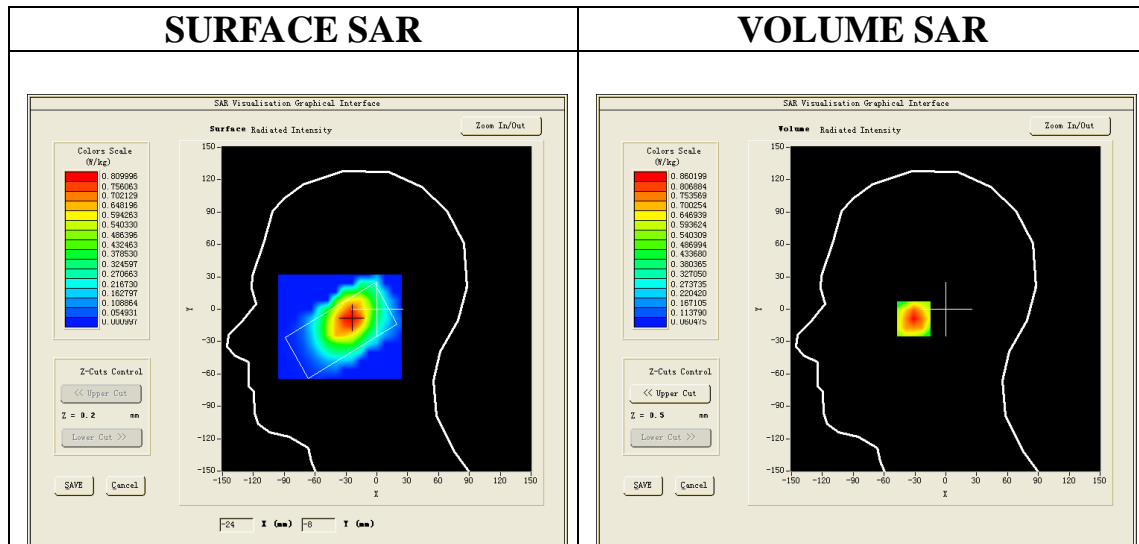 SURFACE SAR
VOLUME SAR
SAR Visualisation Graphical Interface
Surface Radiated Intensity
Zoom In/Out
Colors Scale
(W/kg)
0.809996
0.756063
0.702129
0.648196
0.594263
0.540330
0.486396
0.432463
0.378530
0.324597
0.270663
0.216730
0.162797
0.108864
0.054931
0.000997
Z-Cuts Control
<< Upper Cut
Z = 0.2 mm
Lower Cut >>
SAVE
Cancel
150
120
90
60
30
0
-30
-60
-90
-120
-150
Y
-150 -120 -90 -60 -30 0 30 60 90 120 150
X
-24 X (mm) -8 Y (mm)
SAR Visualisation Graphical Interface
Volume Radiated Intensity
Zoom In/Out
Colors Scale
(W/kg)
0.860199
0.806884
0.753569
0.700254
0.646939
0.593624
0.540309
0.486994
0.433680
0.380365
0.327050
0.273735
0.220420
0.167105
0.113790
0.060475
Z-Cuts Control
<< Upper Cut
Z = 0.5 mm
Lower Cut >>
SAVE
Cancel
150
120
90
60
30
0
-30
-60
-90
-120
-150
Y
-150 -120 -90 -60 -30 0 30 60 90 120 150
X